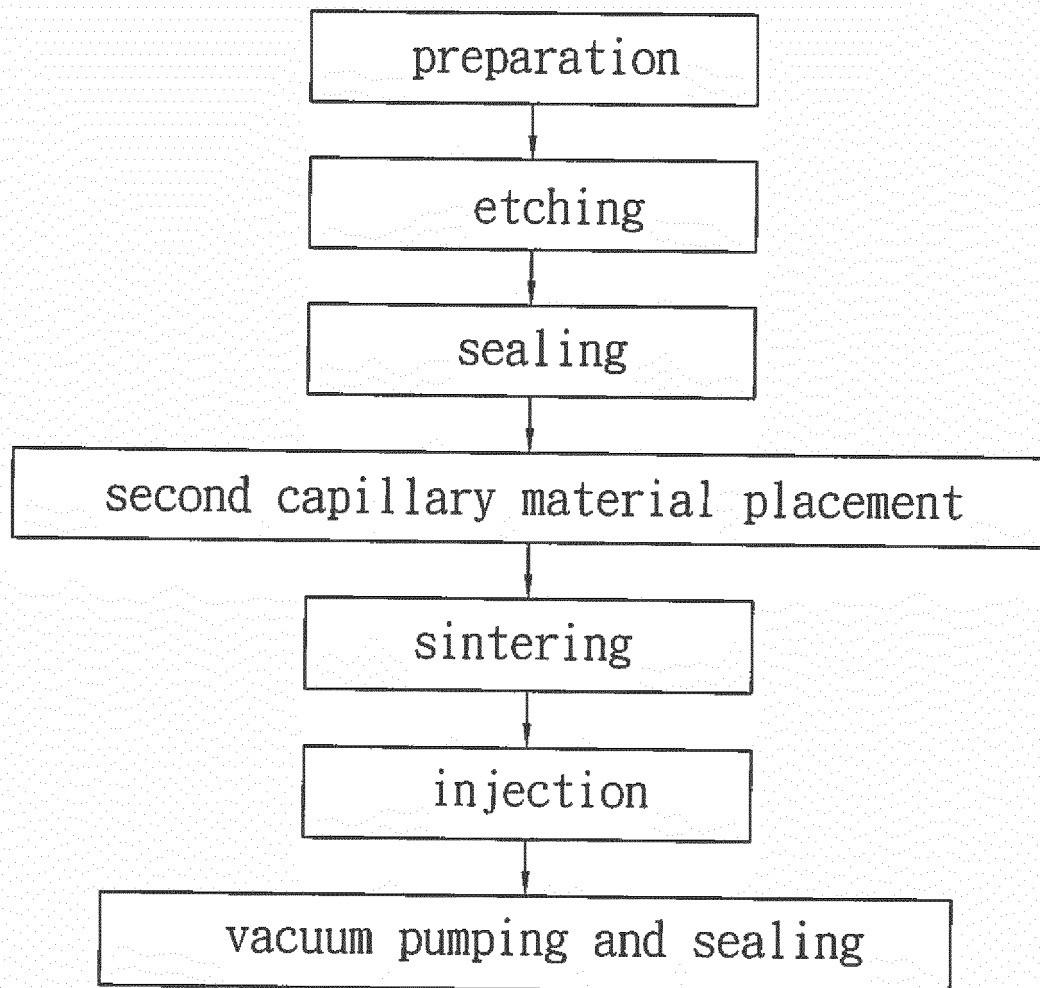 preparation
etching
sealing
second capillary material placement
sintering
injection
vacuum pumping and sealing